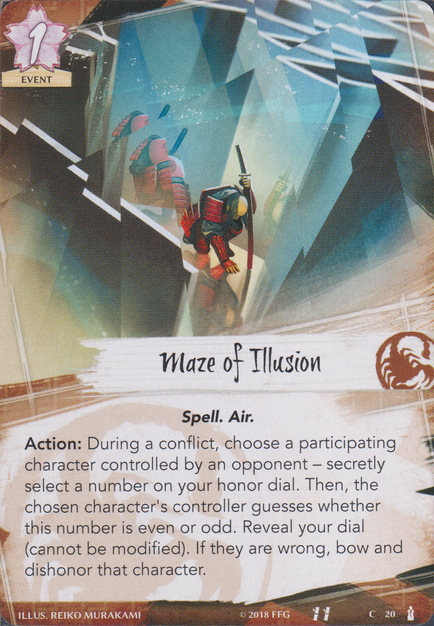 1
EVENT
Maze of Illusion
Spell. Air.
Action: During a conflict, choose a participating
character controlled by an opponent – secretly
select a number on your honor dial. Then, the
chosen character's controller guesses whether
this number is even or odd. Reveal your dial
(cannot be modified). If they are wrong, bow and
dishonor that character.
ILLUS. REIKO MURAKAMI © 2018 FFG C 20